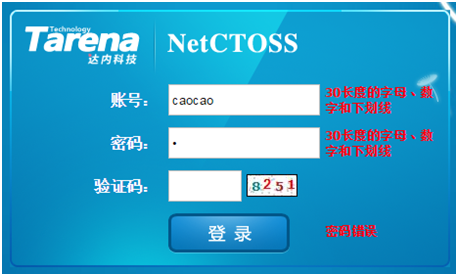 Technology
Tarena
达内科技
NetCTOSS
账号：
caocao
30长度的字母、数
字和下划线
密码：
•
30长度的字母、数
字和下划线
验证码：
8251
登 录
密码错误